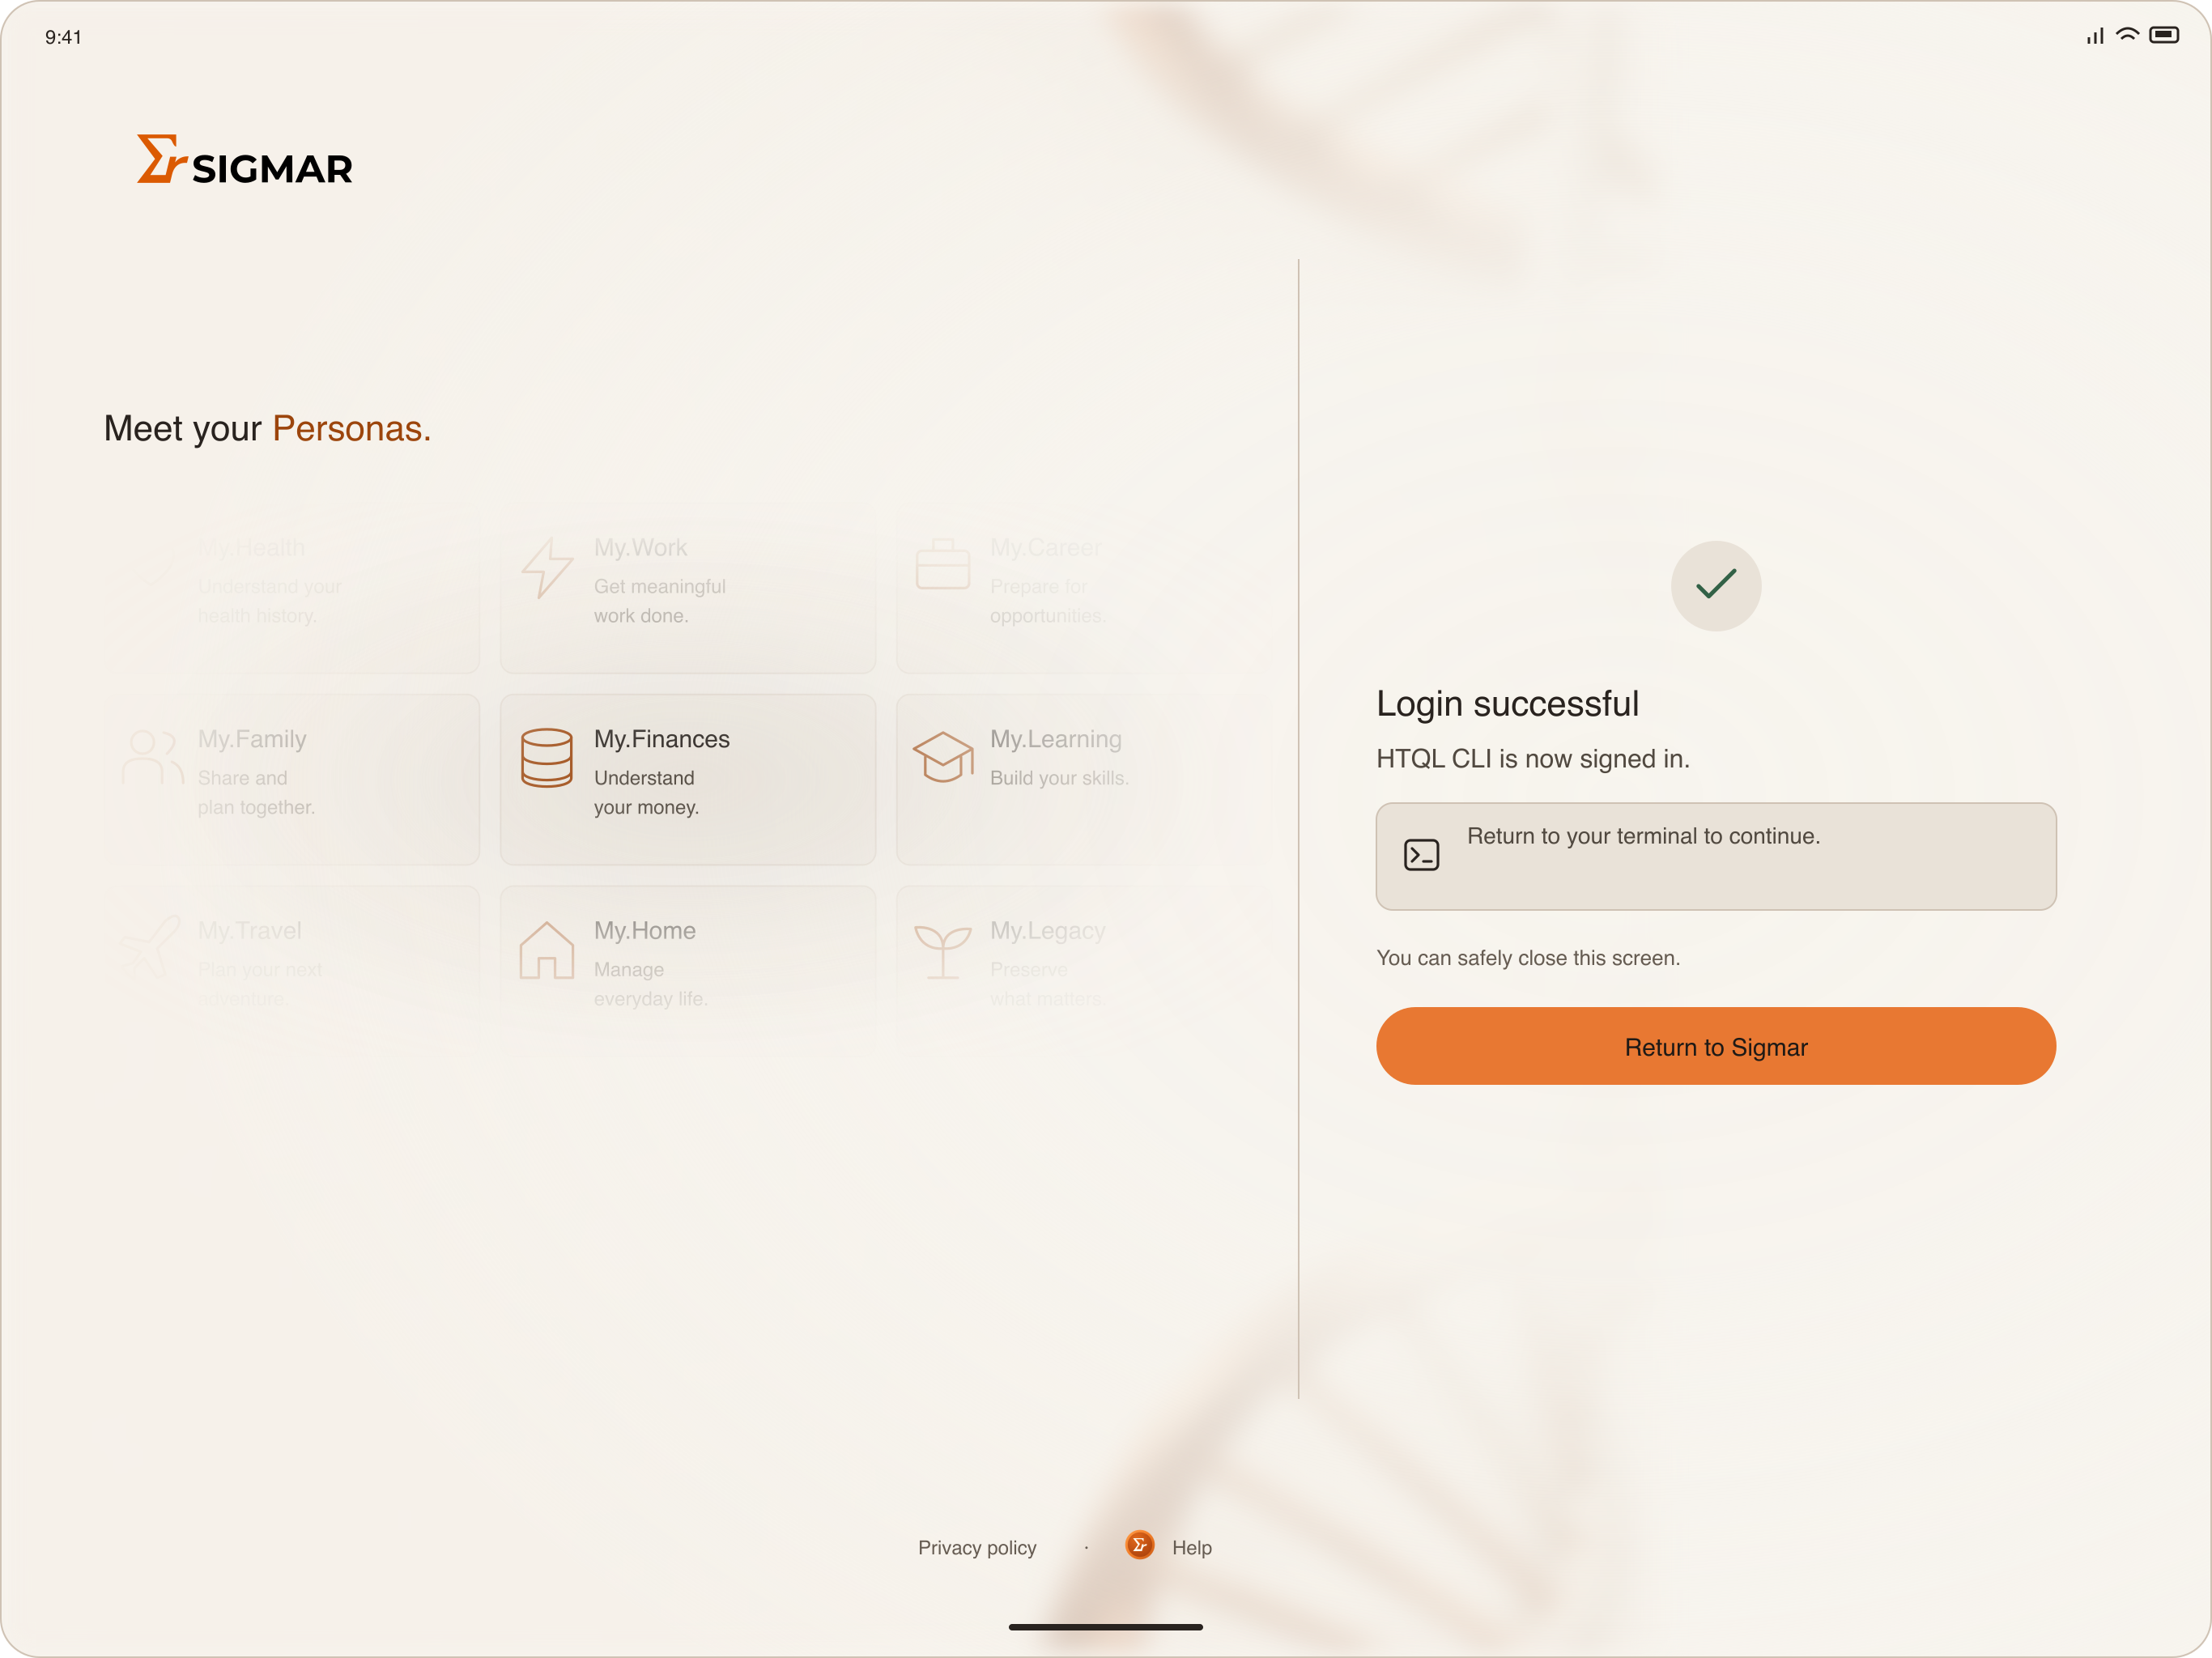 9:41
SIGMAR
Meet your Personas.
My.Health
Understand your
health history.
My.Work
Get meaningful
work done.
My.Career
Prepare for
opportunities.
My.Family
Share and
plan together.
My.Finances
Understand
your money.
My.Learning
Build your skills.
My.Travel
Plan your next
adventure.
My.Home
Manage
everyday life.
My.Legacy
Preserve
what matters.
Login successful
HTQL CLI is now signed in.
Return to your terminal to continue.
You can safely close this screen.
Return to Sigmar
Privacy policy · Help